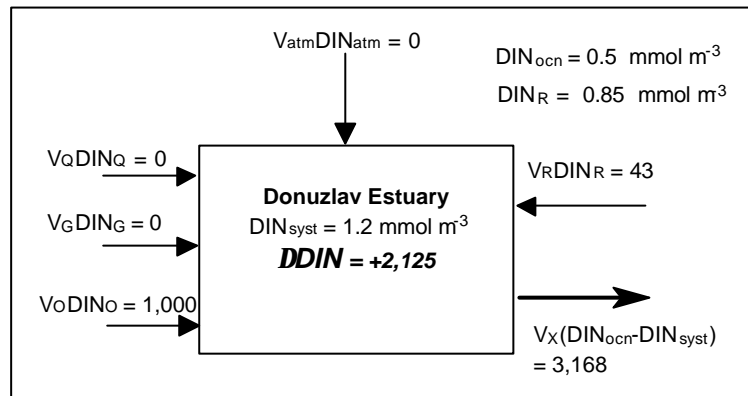 VatmDINatm = 0
DINocn = 0.5 mmol m-3
DINR = 0.85 mmol m-3
VQDINQ = 0
VGDING = 0
VODINO = 1,000
Donuzlav Estuary
DINsyst = 1.2 mmol m-3
DDIN = +2,125
VRDINR = 43
VX(DINocn-DINsyst)
= 3,168